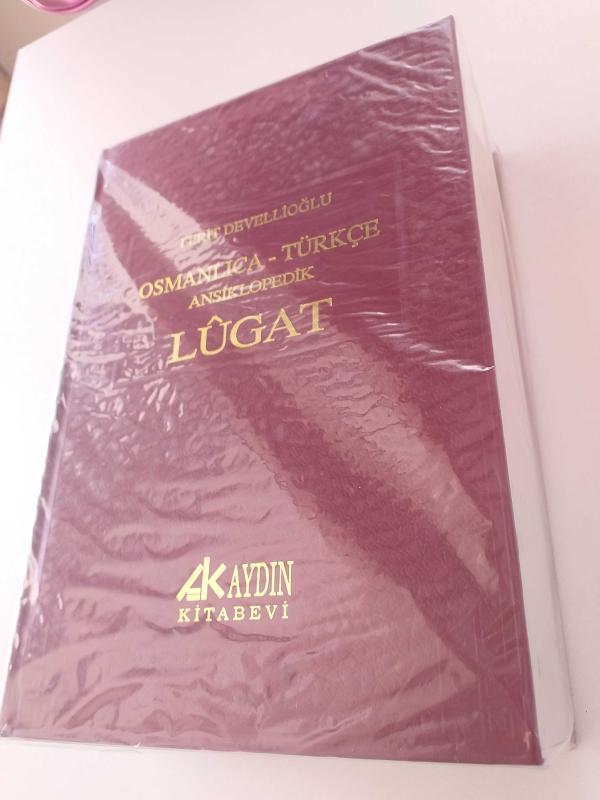 FERİT DEVELLİOĞLU
OSMANLICA - TÜRKÇE
ANSİKLOPEDİK
LÛGAT
AK AYDIN
KİTABEVİ